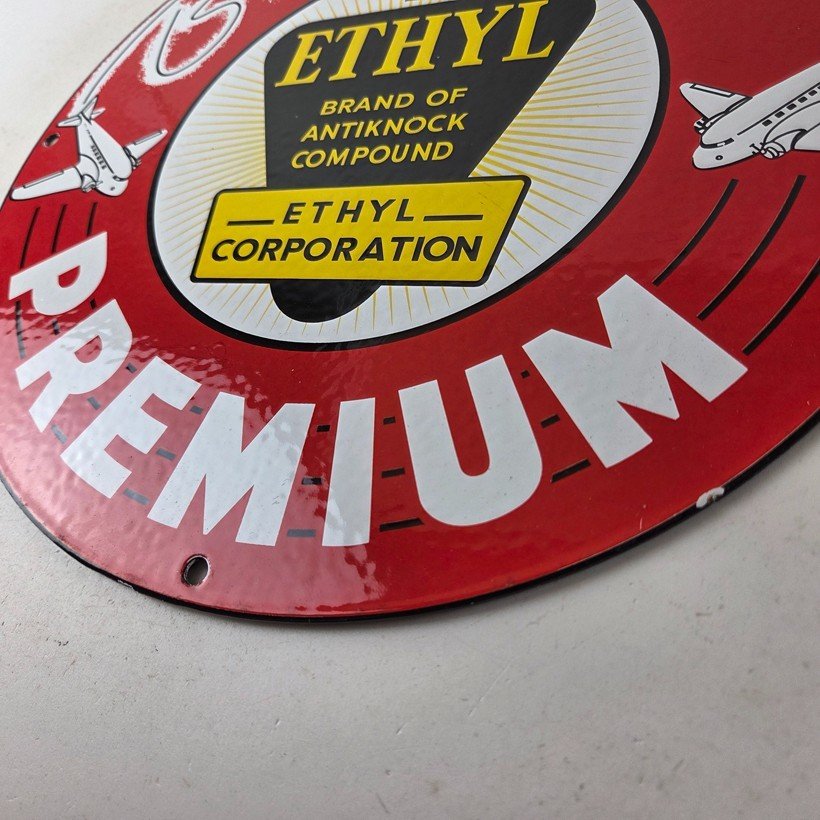 ETHYL
BRAND OF
ANTIKNOCK
COMPOUND
ETHYL
CORPORATION
PREMIUM